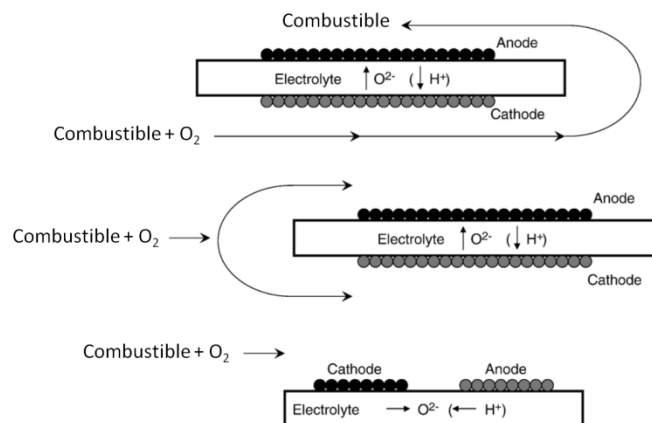 Combustible
Anode
Electrolyte O²⁻ ( H⁺)
Cathode
Combustible + O₂
Anode
Combustible + O₂
Electrolyte O²⁻ ( H⁺)
Cathode
Combustible + O₂
Cathode Anode
Electrolyte → O²⁻ (← H⁺)